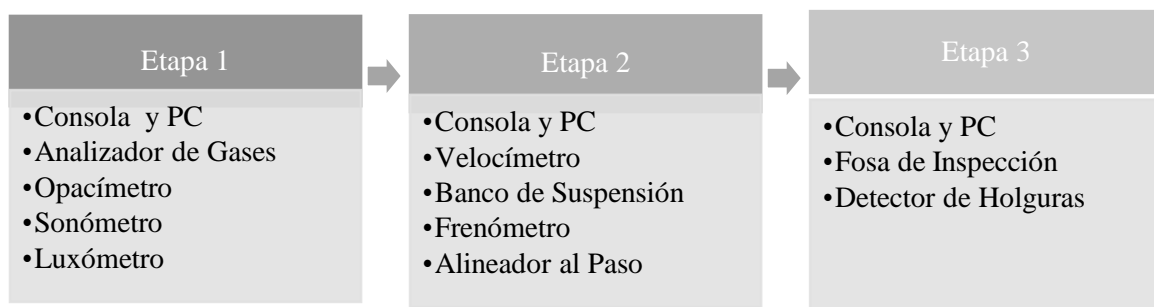 Etapa 1
•Consola y PC
•Analizador de Gases
•Opacímetro
•Sonómetro
•Luxómetro
Etapa 2
•Consola y PC
•Velocímetro
•Banco de Suspensión
•Frenómetro
•Alineador al Paso
Etapa 3
•Consola y PC
•Fosa de Inspección
•Detector de Holguras